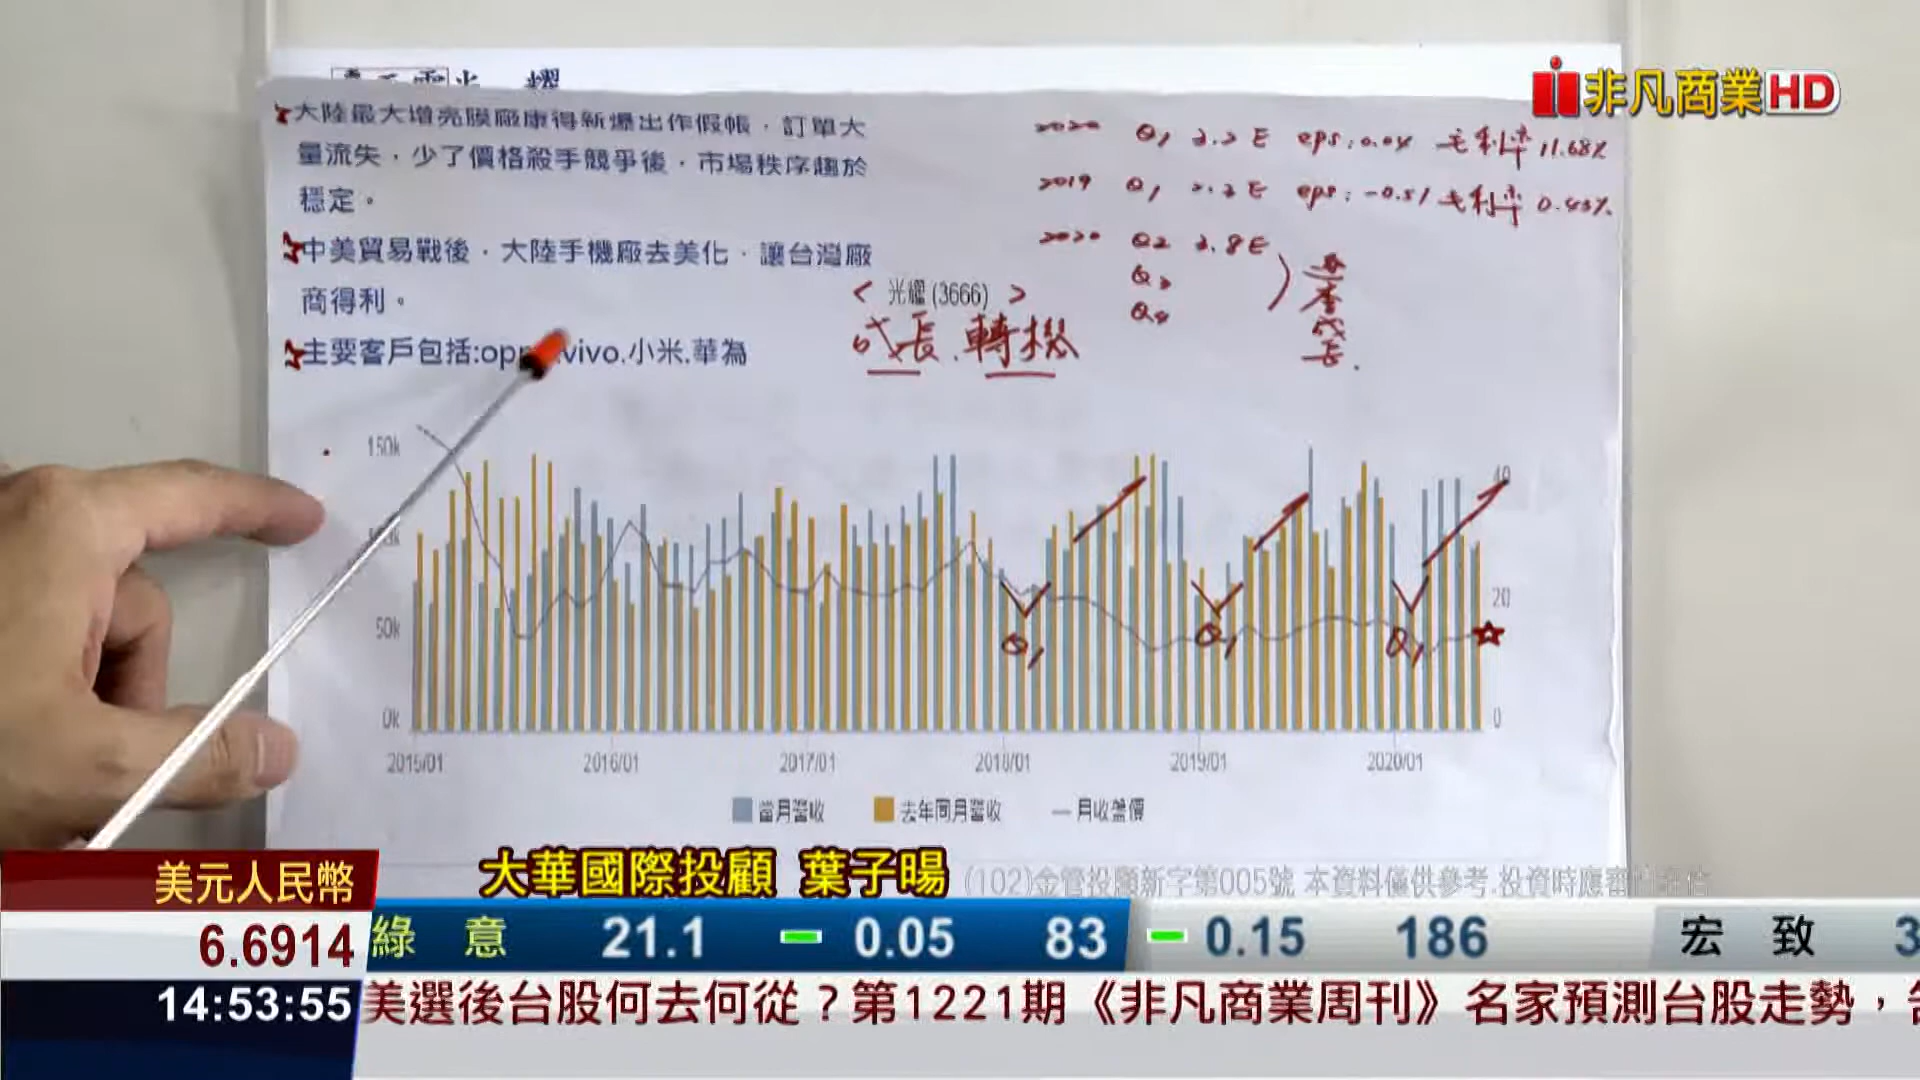 非凡商業HD
大陸最大增亮膜廠康得新爆出作假帳,訂單大
量流失,少了價格殺手競爭後,市場秩序趨於
穩定。
中美貿易戰後,大陸手機廠去美化,讓台灣廠
商得利。
主要客戶包括:opp vivo.小米.華為
2020 Q1 2.2E eps:0.04 毛利率 11.68%
2019 Q1 2.2E eps:-0.51 毛利率 0.43%
2020 Q2 2.8E
Q3
Q4
成長
< 光耀(3666) >
成長.轉機
150k
50k
0k
40
20
0
Q1
Q1
Q1
2015/01 2016/01 2017/01 2018/01 2019/01 2020/01
當月營收 去年同月營收 月收盤價
大華國際投顧 葉子暘
(102)金管投顧新字第005號 本資料僅供參考.投資時應審
美元人民幣
6.6914
綠意 21.1 0.05 83 0.15 186 宏致 3
14:53:55
美選後台股何去何從?第1221期《非凡商業周刊》名家預測台股走勢,